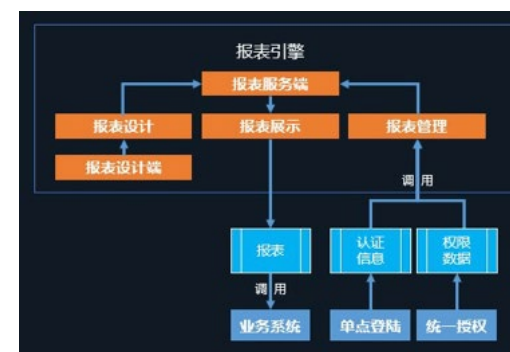 报表引擎
报表服务端
报表设计
报表展示
报表管理
报表设计端
调用
报表
认证
信息
权限
数据
调用
业务系统
单点登陆
统一授权